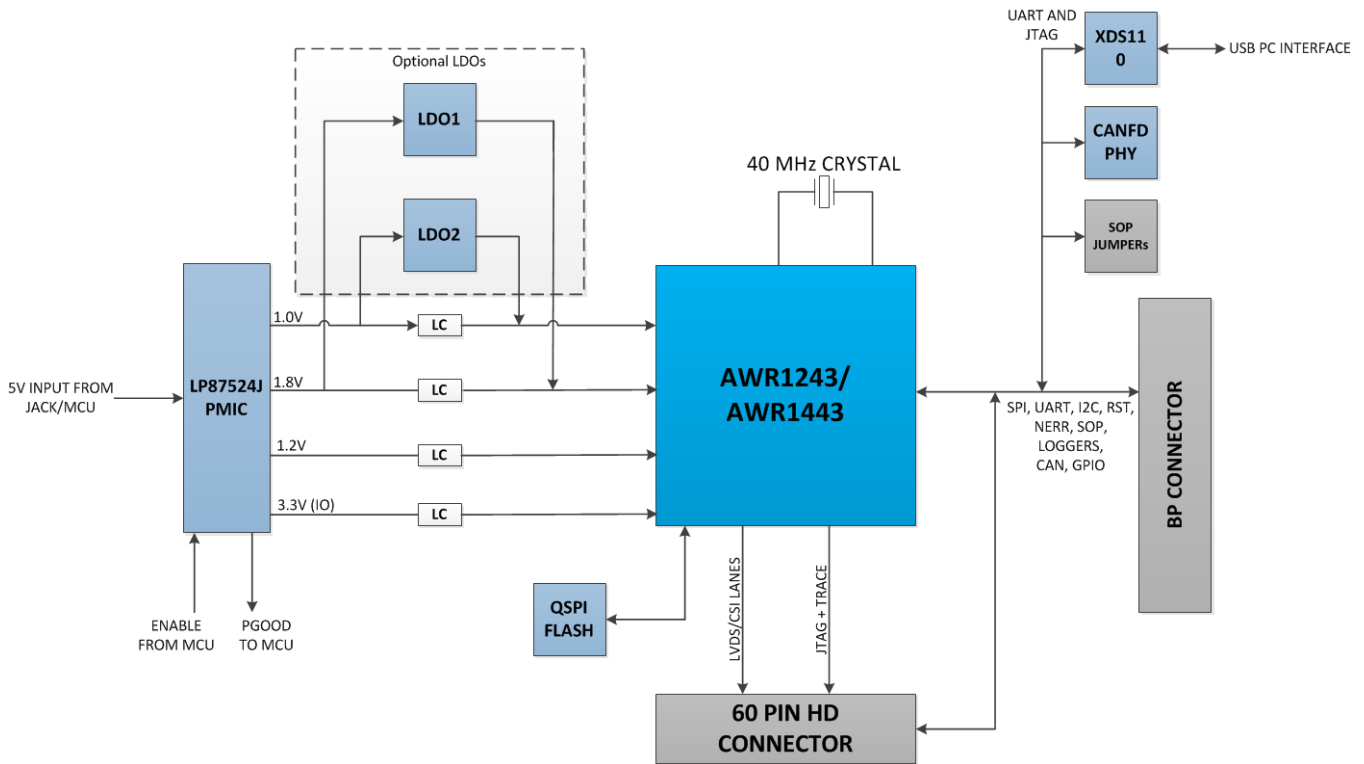 UART AND
JTAG
XDS11
0
USB PC INTERFACE
Optional LDOs
LDO1
CANFD
PHY
40 MHz CRYSTAL
LDO2
SOP
JUMPERs
1.0V
LC
5V INPUT FROM
JACK/MCU
LP87524J
PMIC
1.8V
LC
AWR1243/
AWR1443
SPI, UART, I2C, RST,
NERR, SOP,
LOGGERS,
CAN, GPIO
BP CONNECTOR
1.2V
LC
3.3V (IO)
LC
ENABLE
FROM MCU
PGOOD
TO MCU
QSPI
FLASH
LVDS/CSI LANES
JTAG + TRACE
60 PIN HD
CONNECTOR